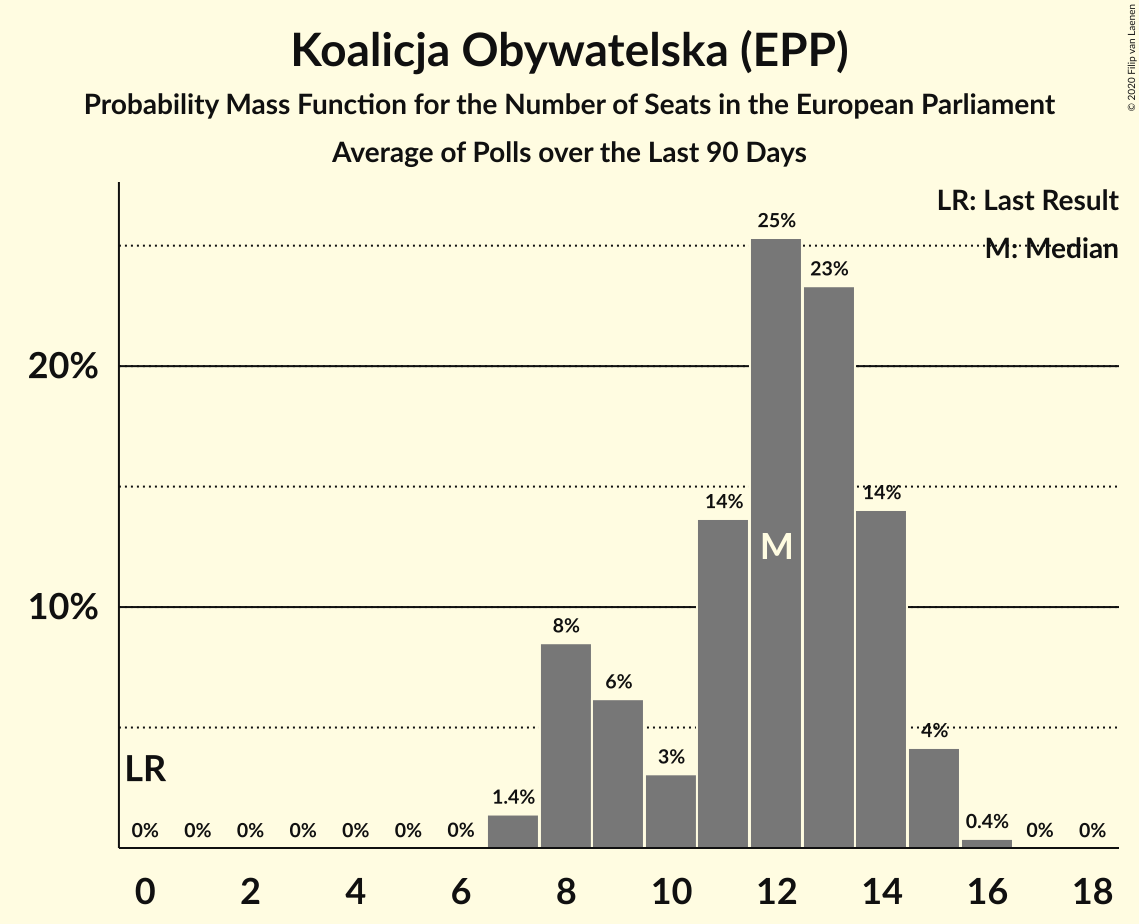 Koalicja Obywatelska (EPP)
Probability Mass Function for the Number of Seats in the European Parliament
Average of Polls over the Last 90 Days
© 2020 Filip van Laenen
LR: Last Result
M: Median
25%
23%
20%
14%
14%
M
10%
8%
6%
4%
3%
LR
1.4%
0.4%
0% 0% 0% 0% 0% 0% 0% 0% 0%
0 2 4 6 8 10 12 14 16 18